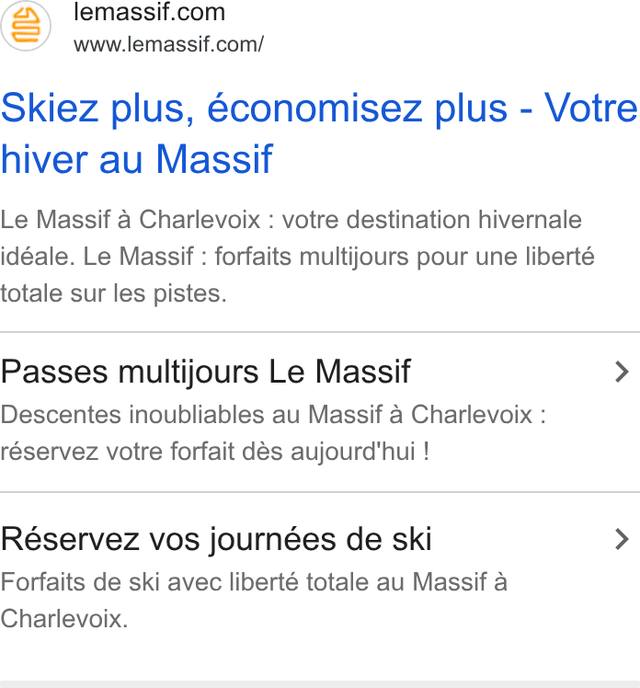 lemassif.com
www.lemassif.com/
Skiez plus, économisez plus - Votre
hiver au Massif
Le Massif à Charlevoix : votre destination hivernale
idéale. Le Massif : forfaits multijours pour une liberté
totale sur les pistes.
Passes multijours Le Massif
Descentes inoubliables au Massif à Charlevoix :
réservez votre forfait dès aujourd'hui !
Réservez vos journées de ski
Forfaits de ski avec liberté totale au Massif à
Charlevoix.